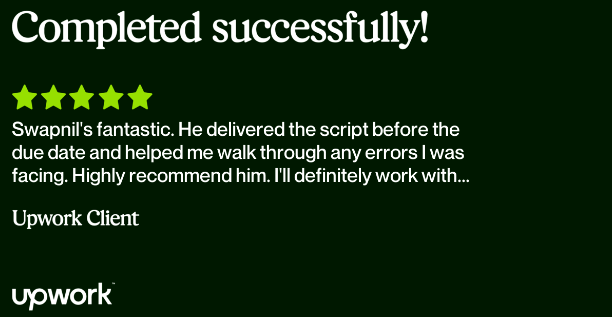 Completed successfully!
Swapnil's fantastic. He delivered the script before the
due date and helped me walk through any errors I was
facing. Highly recommend him. I'll definitely work with...
Upwork Client
upwork™